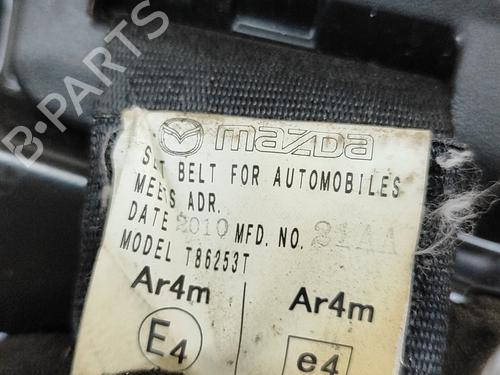 B-PARTS
mazda
SEAT BELT FOR AUTOMOBILES
MEETS ADR.
DATE 2010 MFD. NO. 31AA
MODEL T86253T
Ar4m Ar4m
E4 e4